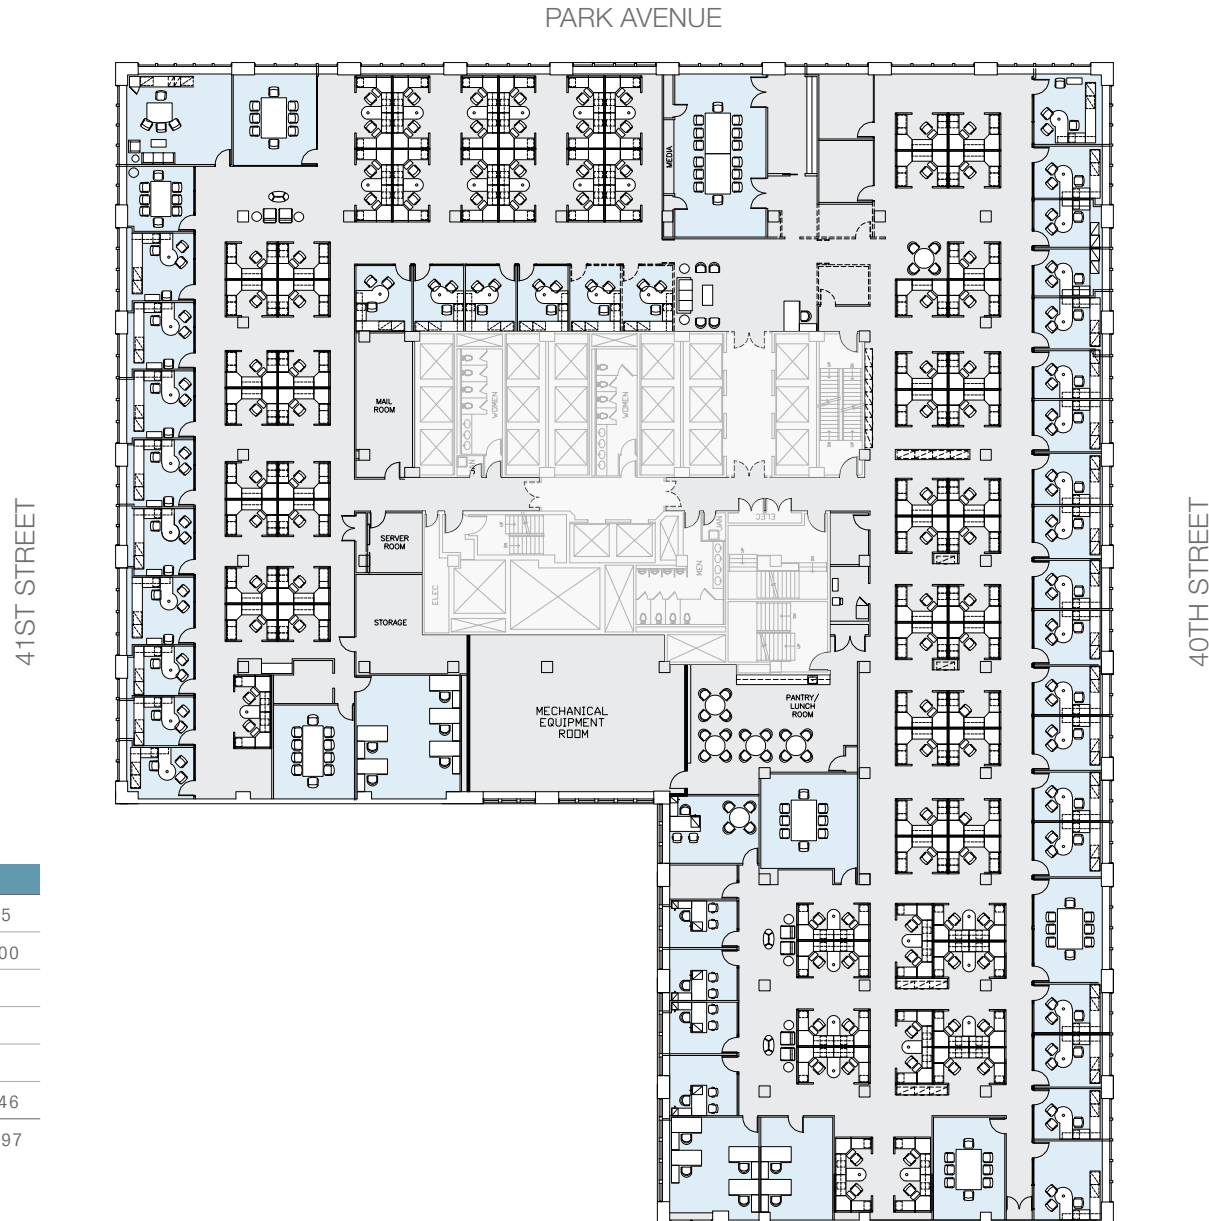 PARK AVENUE
MEDIA
MAIL
ROOM
WOMEN
WOMEN
41ST STREET
40TH STREET
SERVER
ROOM
ELEC
MEN
ELEC
STORAGE
MECHANICAL
EQUIPMENT
ROOM
PANTRY/
LUNCH
ROOM
5
00
46
97